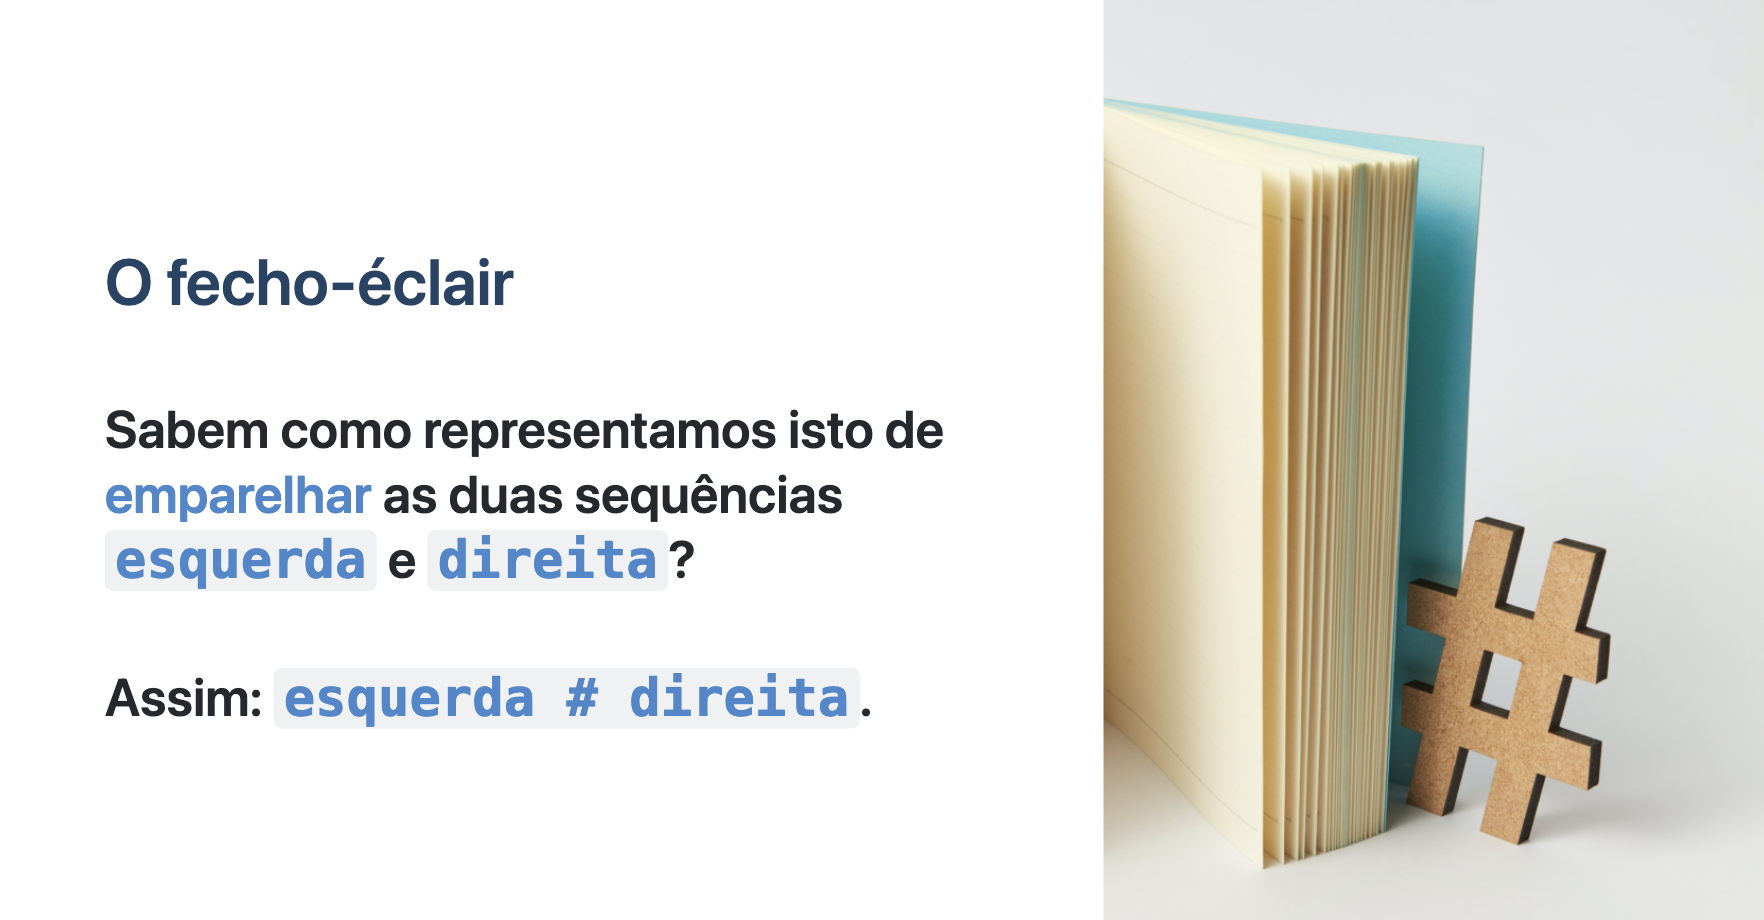 O fecho-éclair
Sabem como representamos isto de
emparelhar as duas sequências
esquerda e direita?
Assim: esquerda # direita.